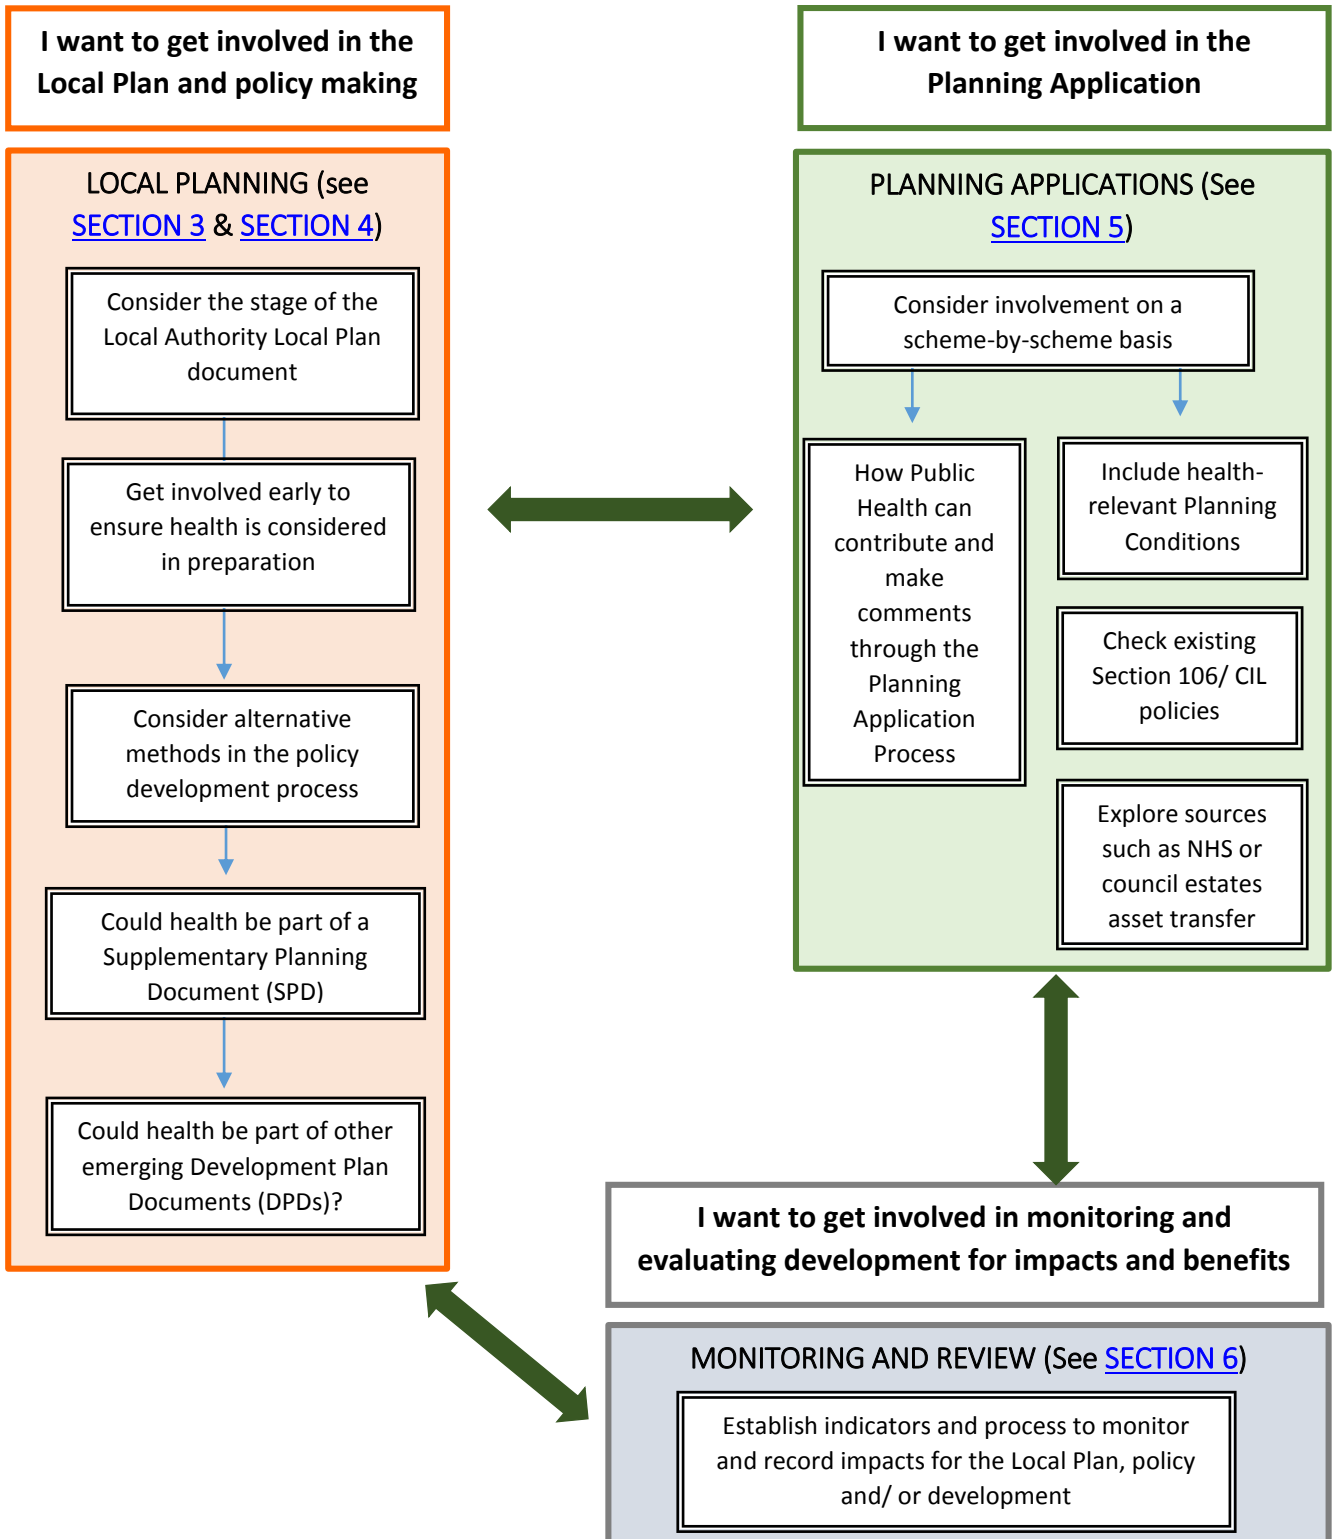 I want to get involved in the
Local Plan and policy making
LOCAL PLANNING (see
SECTION 3 & SECTION 4)
Consider the stage of the
Local Authority Local Plan
document
Get involved early to
ensure health is considered
in preparation
Consider alternative
methods in the policy
development process
Could health be part of a
Supplementary Planning
Document (SPD)
Could health be part of other
emerging Development Plan
Documents (DPDs)?
I want to get involved in the
Planning Application
PLANNING APPLICATIONS (See
SECTION 5)
Consider involvement on a
scheme-by-scheme basis
How Public
Health can
contribute and
make
comments
through the
Planning
Application
Process
Include health-
relevant Planning
Conditions
Check existing
Section 106/ CIL
policies
Explore sources
such as NHS or
council estates
asset transfer
I want to get involved in monitoring and
evaluating development for impacts and benefits
MONITORING AND REVIEW (See SECTION 6)
Establish indicators and process to monitor
and record impacts for the Local Plan, policy
and/ or development